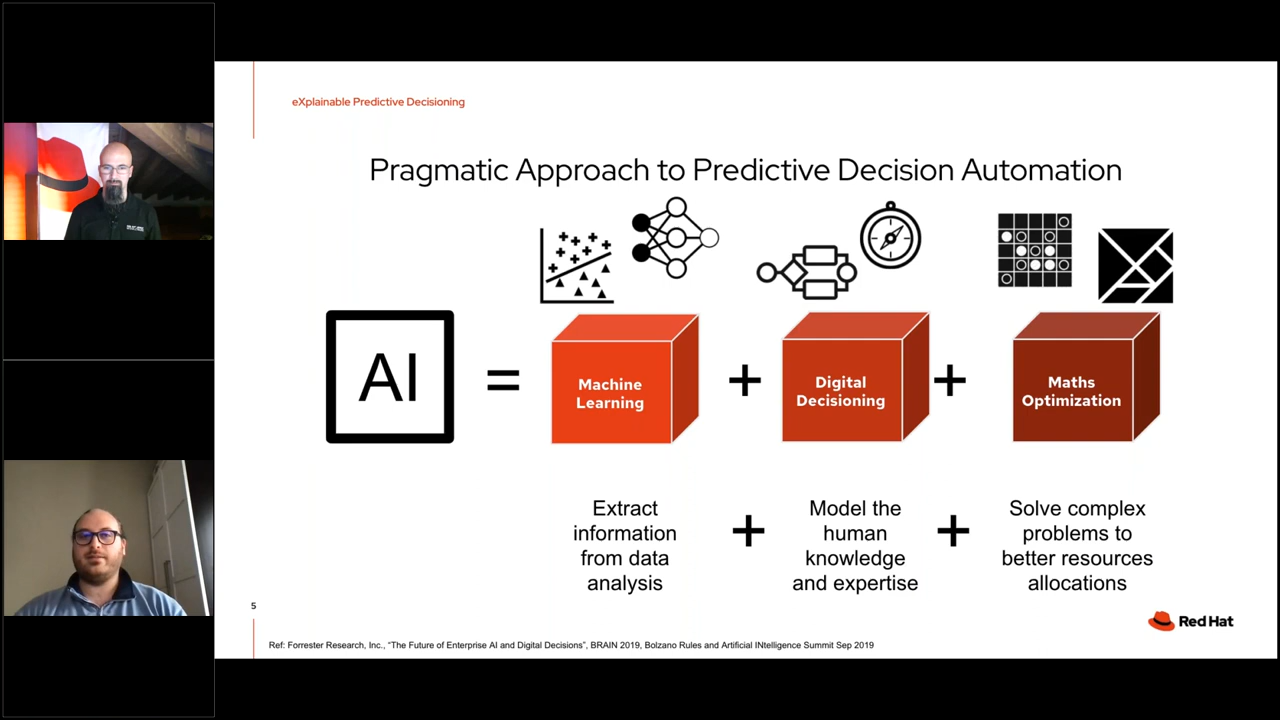 eXplainable Predictive Decisioning
Pragmatic Approach to Predictive Decision Automation
AI
=
Machine
Learning
+
Digital
Decisioning
+
Maths
Optimization
Extract
information
from data
analysis
+
Model the
human
knowledge
and expertise
+
Solve complex
problems to
better resources
allocations
5
Red Hat
Ref: Forrester Research, Inc., “The Future of Enterprise AI and Digital Decisions”, BRAIN 2019, Bolzano Rules and Artificial INtelligence Summit Sep 2019